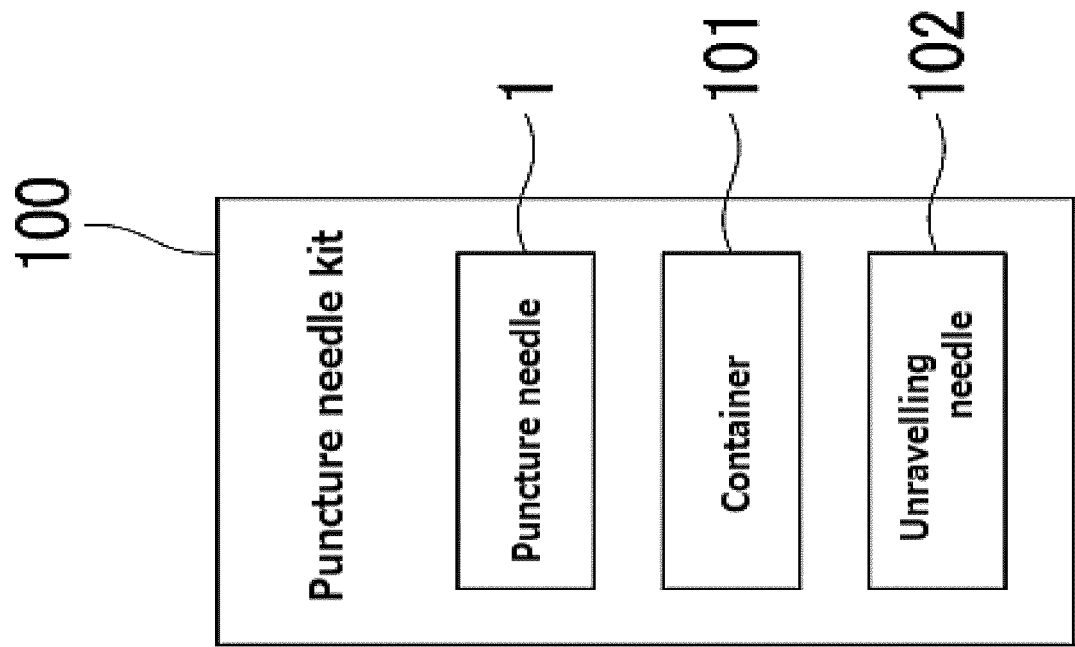 100
Puncture needle kit
Puncture needle
1
Container
101
Unravelling
needle
102